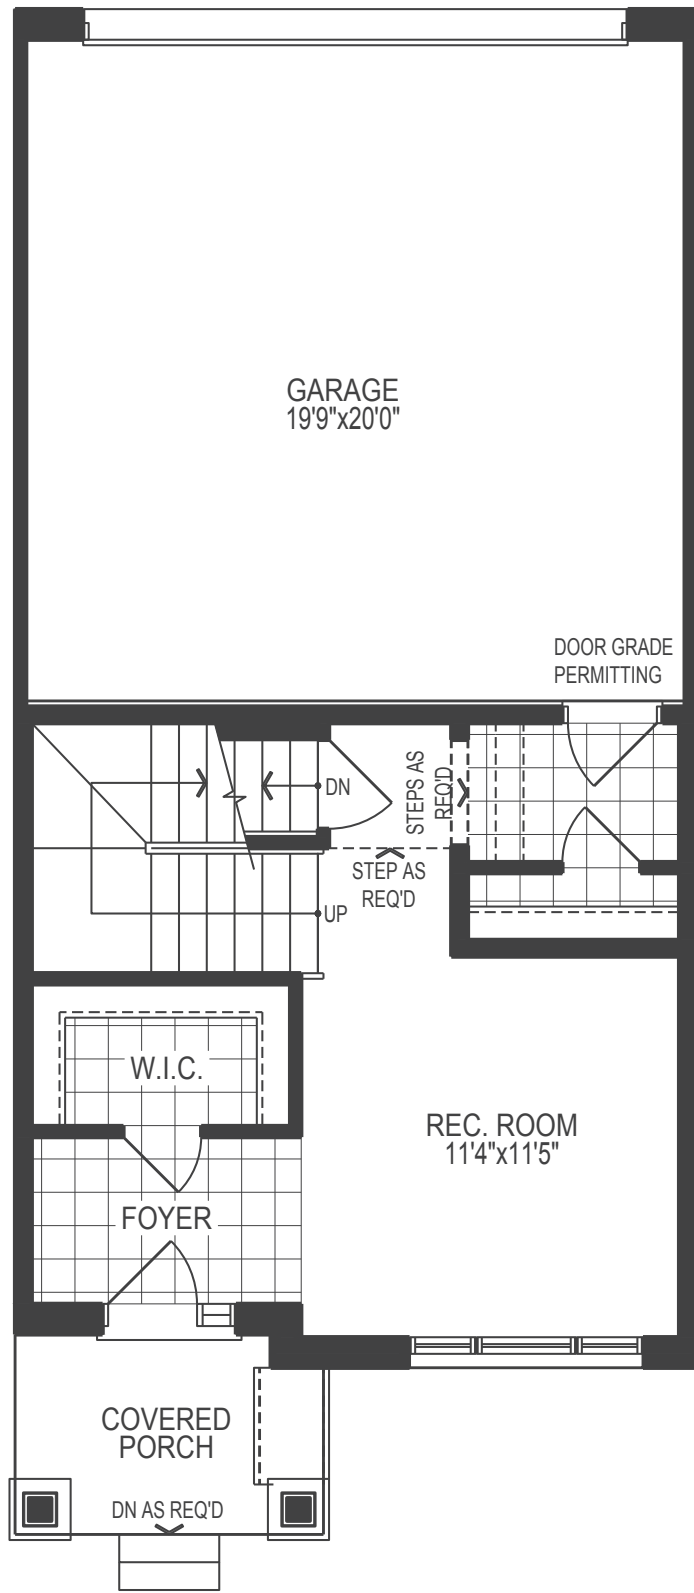 GARAGE
19'9"x20'0"
DOOR GRADE
PERMITTING
DN
STEPS AS
REQ'D
STEP AS
REQ'D
UP
W.I.C.
REC. ROOM
11'4"x11'5"
FOYER
COVERED
PORCH
DN AS REQ'D